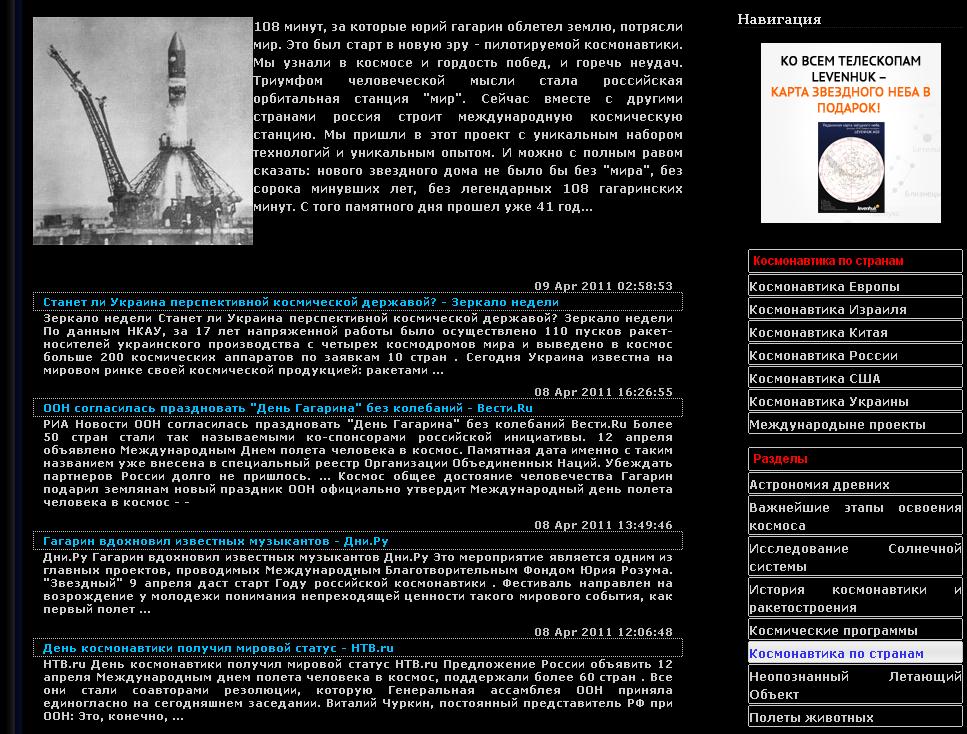 108 минут, за которые юрий гагарин облетел землю, потрясли
мир. Это был старт в новую эру - пилотируемой космонавтики.
Мы узнали в космосе и гордость побед, и горечь неудач.
Триумфом человеческой мысли стала российская
орбитальная станция "мир". Сейчас вместе с другими
странами россия строит международную космическую
станцию. Мы пришли в этот проект с уникальным набором
технологий и уникальным опытом. И можно с полным равом
сказать: нового звездного дома не было бы без "мира", без
сорока минувших лет, без легендарных 108 гагаринских
минут. С того памятного дня прошел уже 41 год...
09 Apr 2011 02:58:53
Станет ли Украина перспективной космической державой? - Зеркало недели
Зеркало недели Станет ли Украина перспективной космической державой? Зеркало недели
По данным НКАУ, за 17 лет напряженной работы было осуществлено 110 пусков ракет-
носителей украинского производства с четырех космодромов мира и выведено в космос
больше 200 космических аппаратов по заявкам 10 стран . Сегодня Украина известна на
мировом ринке своей космической продукцией: ракетами ...
08 Apr 2011 16:26:55
ООН согласилась праздновать "День Гагарина" без колебаний - Вести.Ru
РИА Новости ООН согласилась праздновать "День Гагарина" без колебаний Вести.Ru Более
50 стран стали так называемыми ко-спонсорами российской инициативы. 12 апреля
объявлено Международным Днем полета человека в космос. Памятная дата именно с таким
названием уже внесена в специальный реестр Организации Объединенных Наций. Убеждать
партнеров России долго не пришлось. ... Космос общее достояние человечества Гагарин
подарил землянам новый праздник ООН официально утвердит Международный день полета
человека в космос - -
08 Apr 2011 13:49:46
Гагарин вдохновил известных музыкантов - Дни.Ру
Дни.Ру Гагарин вдохновил известных музыкантов Дни.Ру Это мероприятие является одним из
главных проектов, проводимых Международным Благотворительным Фондом Юрия Розума.
"Звездный" 9 апреля даст старт Году российской космонавтики . Фестиваль направлен на
возрождение у молодежи понимания непреходящей ценности такого мирового события, как
первый полет ...
08 Apr 2011 12:06:48
День космонавтики получил мировой статус - НТВ.ru
НТВ.ru День космонавтики получил мировой статус НТВ.ru Предложение России объявить 12
апреля Международным днем полета человека в космос, поддержали более 60 стран . Все
они стали соавторами резолюции, которую Генеральная ассамблея ООН приняла
единогласно на сегодняшнем заседании. Виталий Чуркин, постоянный представитель РФ при
ООН: Это, конечно, ...
Навигация
КО ВСЕМ ТЕЛЕСКОПАМ
LEVENHUK –
КАРТА ЗВЕЗДНОГО НЕБА В
ПОДАРОК!
levenhuk
Космонавтика по странам
Космонавтика Европы
Космонавтика Израиля
Космонавтика Китая
Космонавтика России
Космонавтика США
Космонавтика Украины
Международыне проекты
Разделы
Астрономия древних
Важнейшие этапы освоения
космоса
Исследование Солнечной
системы
История космонавтики и
ракетостроения
Космические программы
Космонавтика по странам
Неопознанный Летающий
Объект
Полеты животных